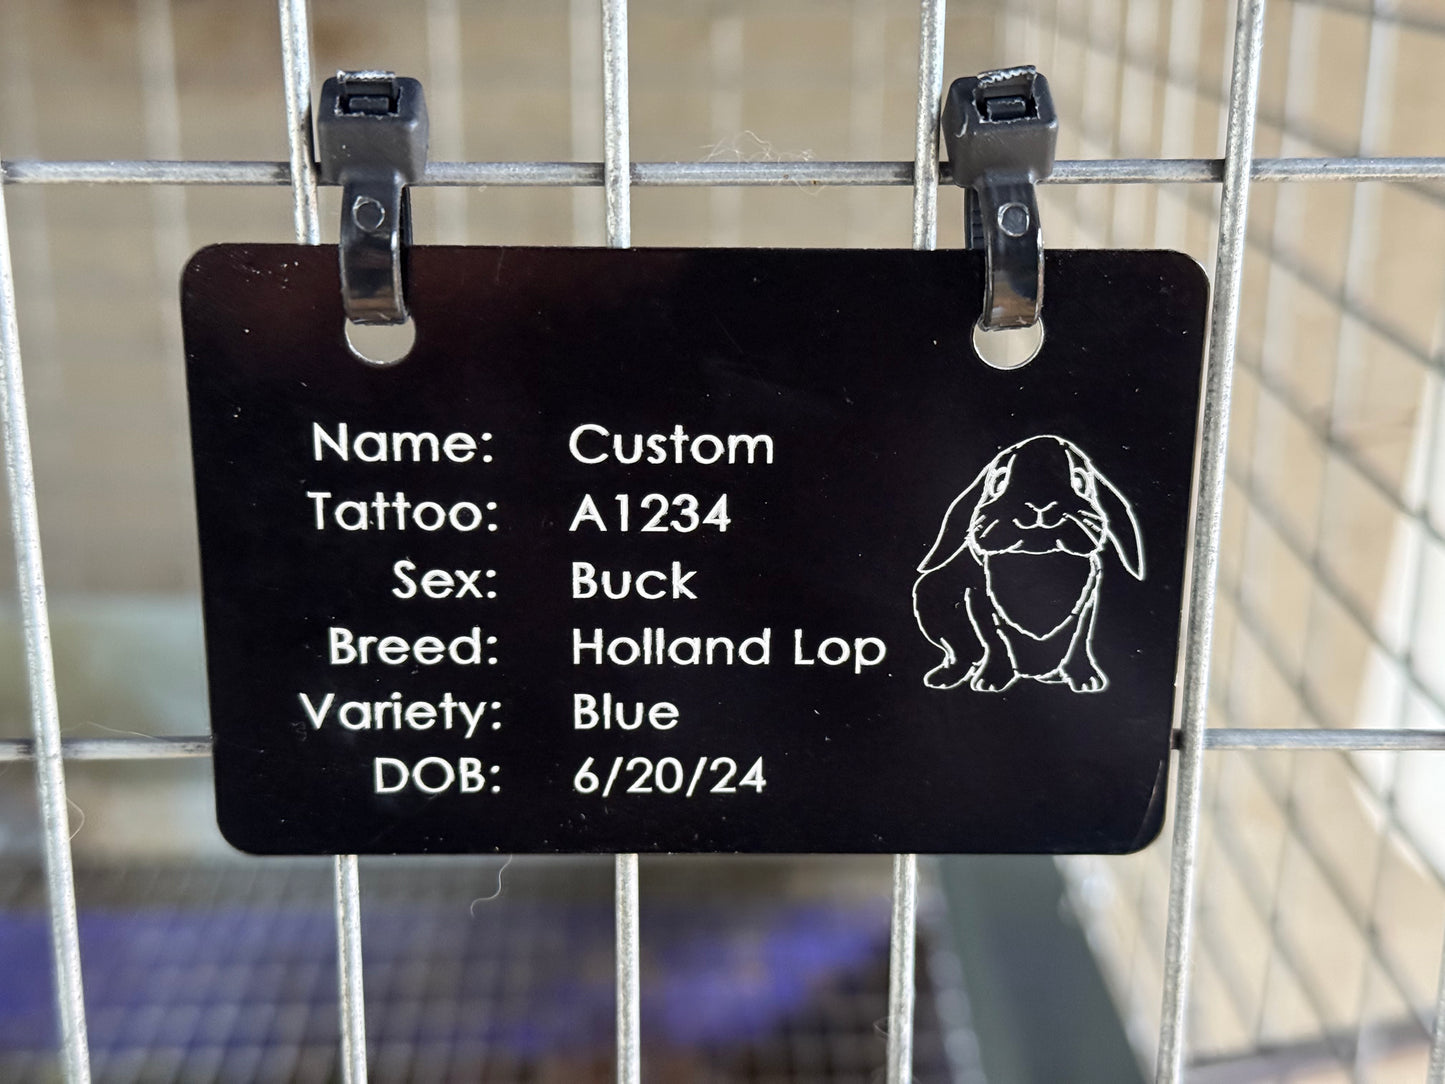 Name: Custom
Tattoo: A1234
Sex: Buck
Breed: Holland Lop
Variety: Blue
DOB: 6/20/24